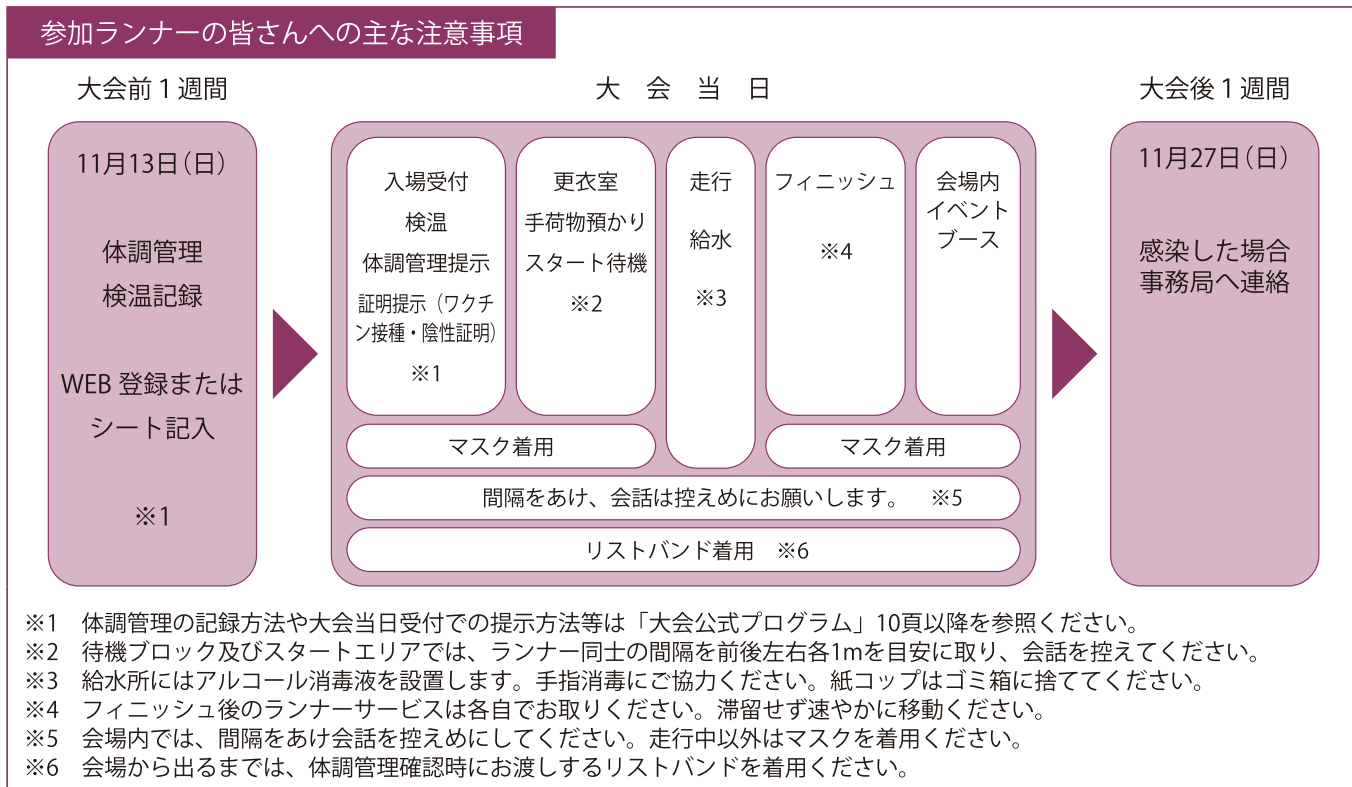 参加ランナーの皆さんへの主な注意事項
大会前1週間
11月13日(日)
体調管理
検温記録
WEB 登録または
シート記入
※1
大会当日
入場受付
検温
体調管理提示
証明提示(ワクチ
ン接種・陰性証明)
※1
更衣室
手荷物預かり
スタート待機
※2
走行
給水
※3
フィニッシュ
※4
会場内
イベント
ブース
マスク着用
マスク着用
間隔をあけ、会話は控えめにお願いします。 ※5
リストバンド着用 ※6
大会後1週間
11月27日(日)
感染した場合
事務局へ連絡
※1 体調管理の記録方法や大会当日受付での提示方法等は「大会公式プログラム」10頁以降を参照ください。
※2 待機ブロック及びスタートエリアでは、ランナー同士の間隔を前後左右各1mを目安に取り、会話を控えてください。
※3 給水所にはアルコール消毒液を設置します。手指消毒にご協力ください。紙コップはゴミ箱に捨ててください。
※4 フィニッシュ後のランナーサービスは各自でお取りください。滞留せず速やかに移動ください。
※5 会場内では、間隔をあけ会話を控えめにしてください。走行中以外はマスクを着用ください。
※6 会場から出るまでは、体調管理確認時にお渡しするリストバンドを着用ください。